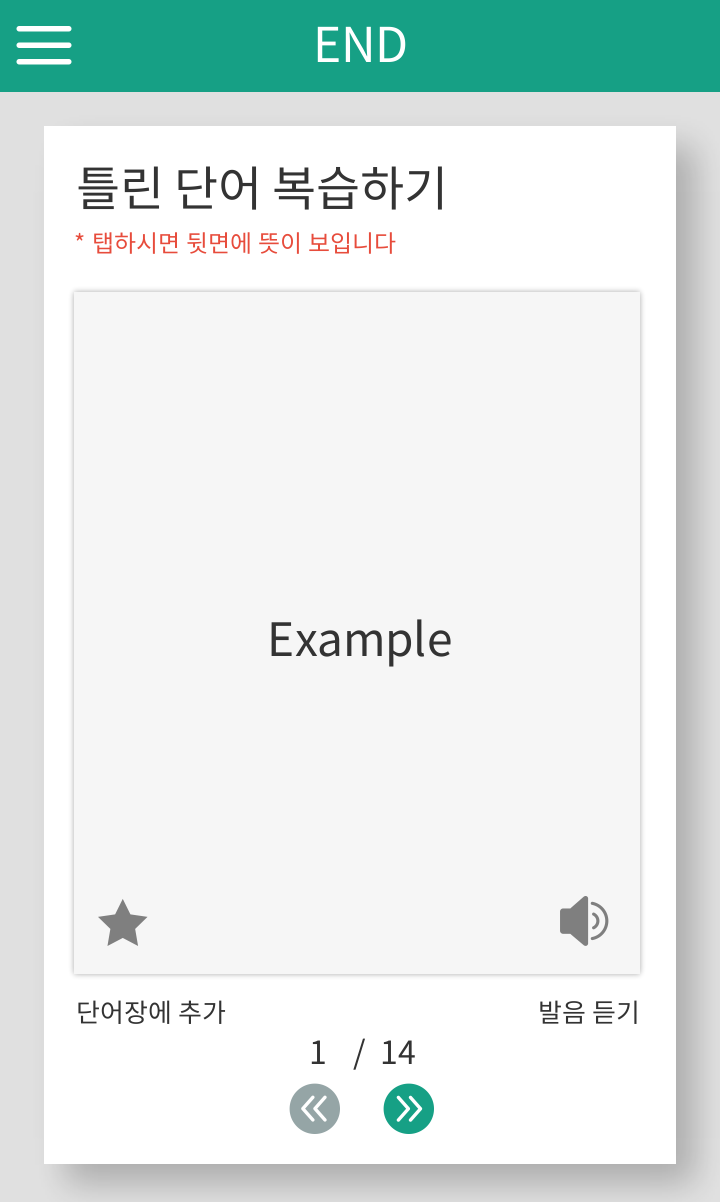 END
틀린 단어 복습하기
* 탭하시면 뒷면에 뜻이 보입니다
Example
단어장에 추가
발음 듣기
1 / 14